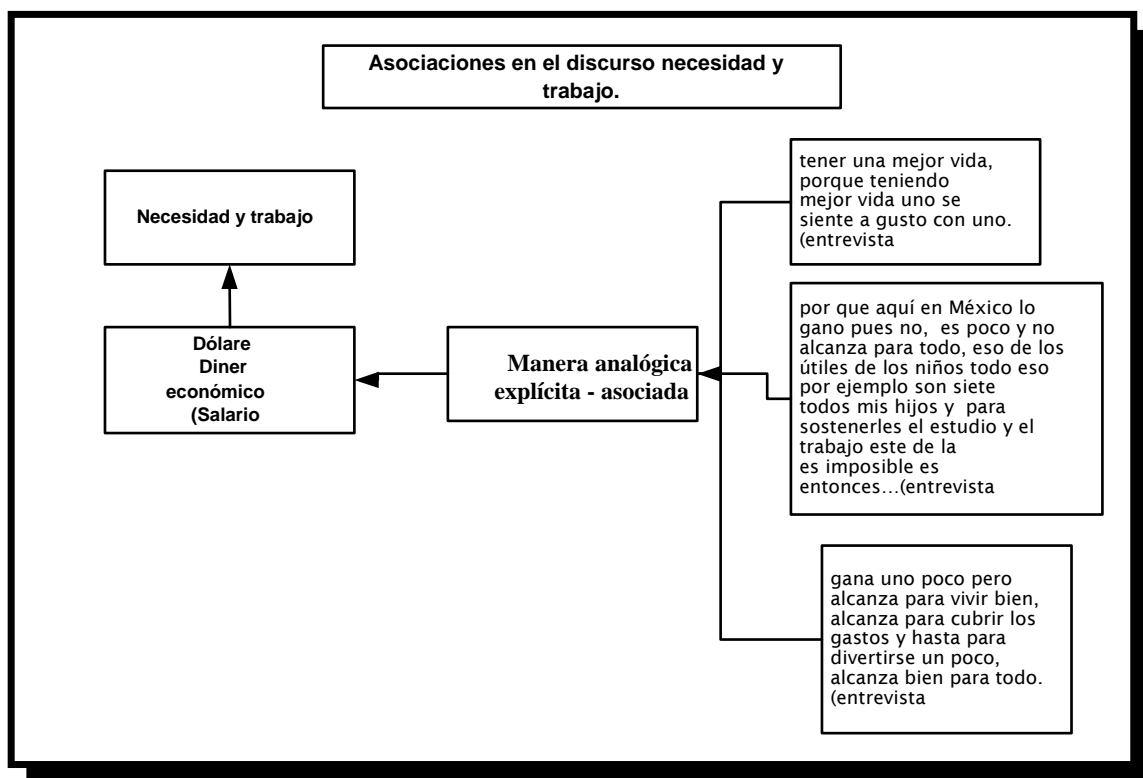 Asociaciones en el discurso necesidad y
trabajo.
Necesidad y trabajo
Dólare
Diner
económico
(Salario
Manera analógica
explícita - asociada
tener una mejor vida,
porque teniendo
mejor vida uno se
siente a gusto con uno.
(entrevista
por que aquí en México lo
gano pues no, es poco y no
alcanza para todo, eso de los
útiles de los niños todo eso
por ejemplo son siete
todos mis hijos y para
sostenerles el estudio y el
trabajo este de la
es imposible es
entonces...(entrevista
gana uno poco pero
alcanza para vivir bien,
alcanza para cubrir los
gastos y hasta para
divertirse un poco,
alcanza bien para todo.
(entrevista